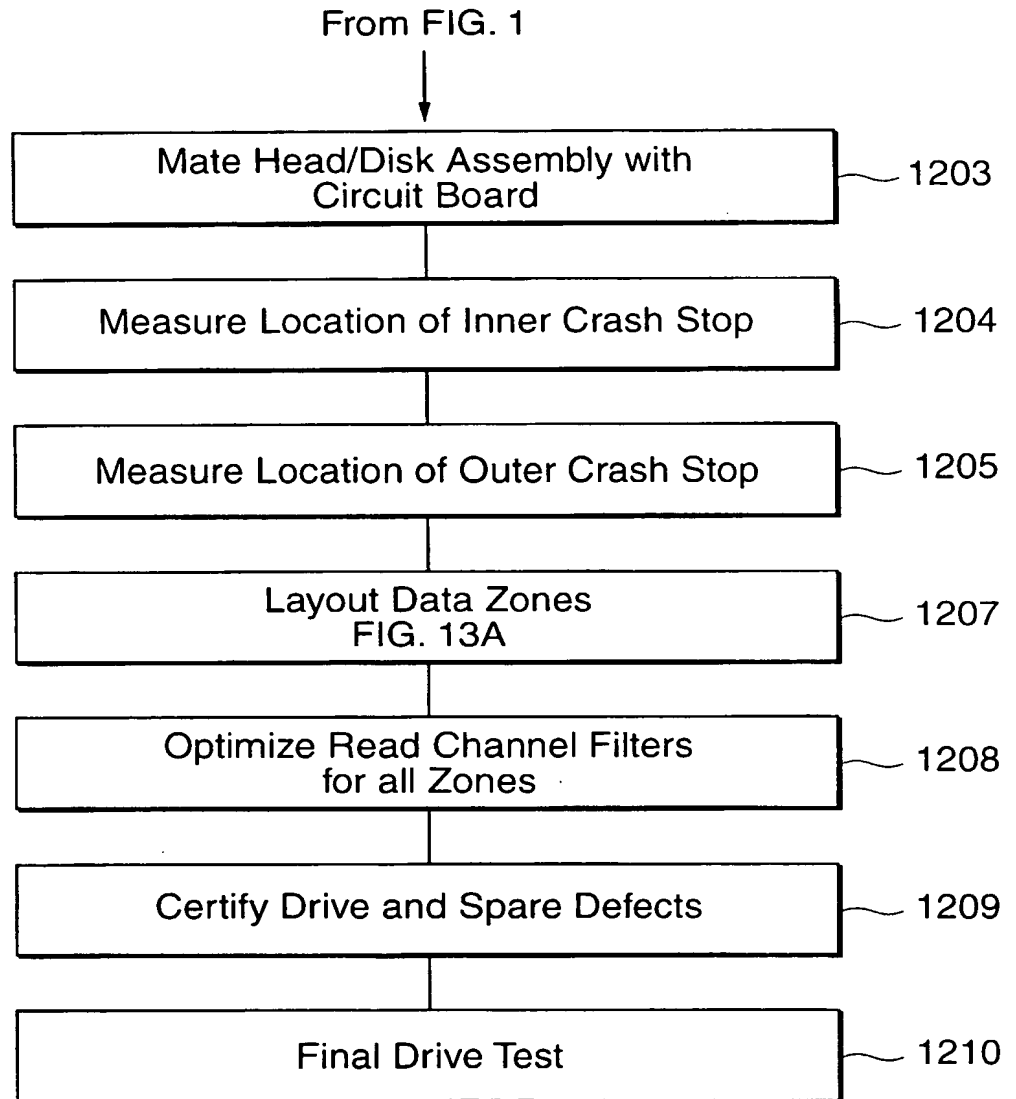 From FIG. 1
Mate Head/Disk Assembly with
Circuit Board
1203
Measure Location of Inner Crash Stop
1204
Measure Location of Outer Crash Stop
1205
Layout Data Zones
FIG. 13A
1207
Optimize Read Channel Filters
for all Zones
1208
Certify Drive and Spare Defects
1209
Final Drive Test
1210